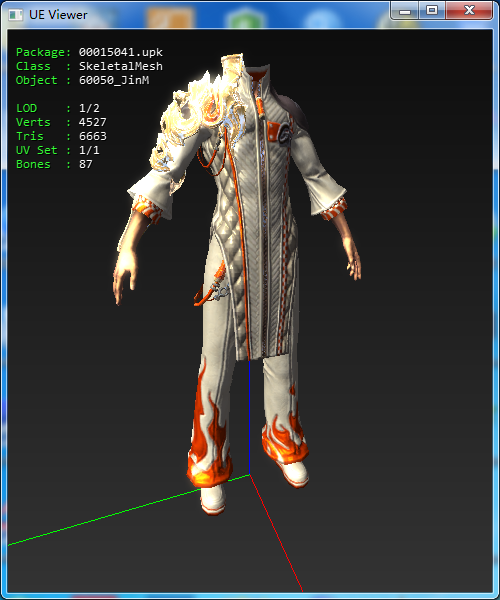 UE Viewer
Package: 00015041.upk
Class : SkeletalMesh
Object : 60050_JinM
LOD : 1/2
Verts : 4527
Tris : 6663
UV Set : 1/1
Bones : 87